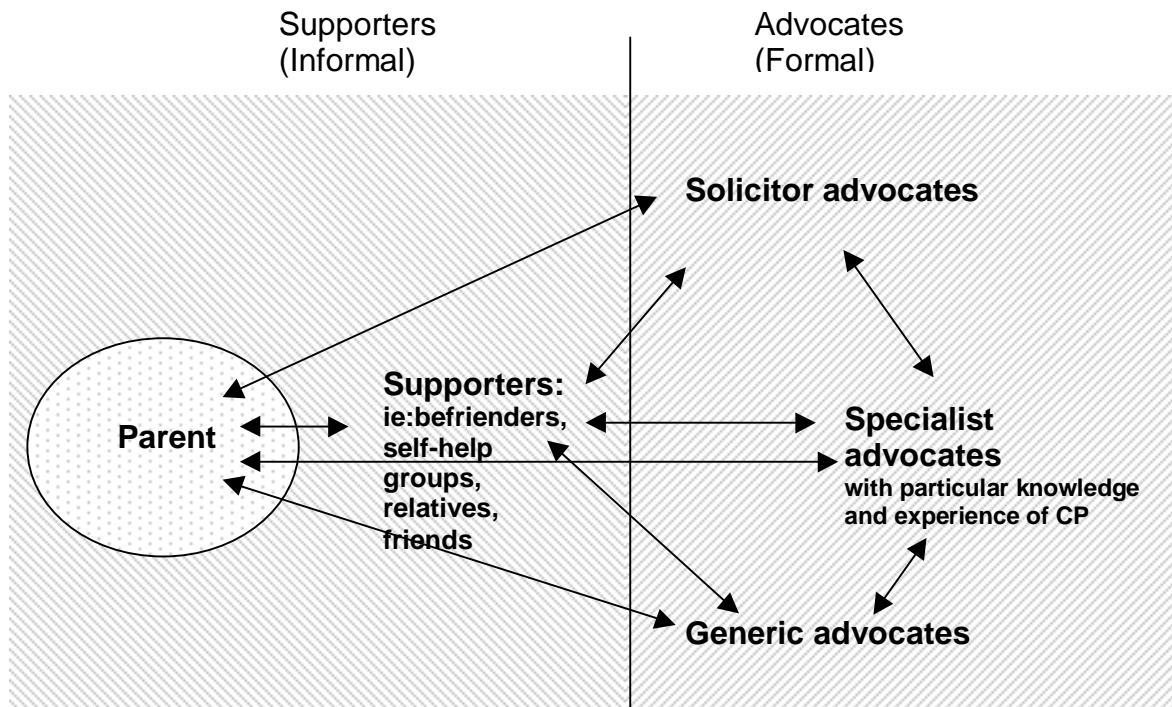 Supporters
(Informal)
Advocates
(Formal)
Solicitor advocates
Parent
Supporters:
ie:befrienders,
self-help
groups,
relatives,
friends
Specialist
advocates
with particular knowledge
and experience of CP
Generic advocates